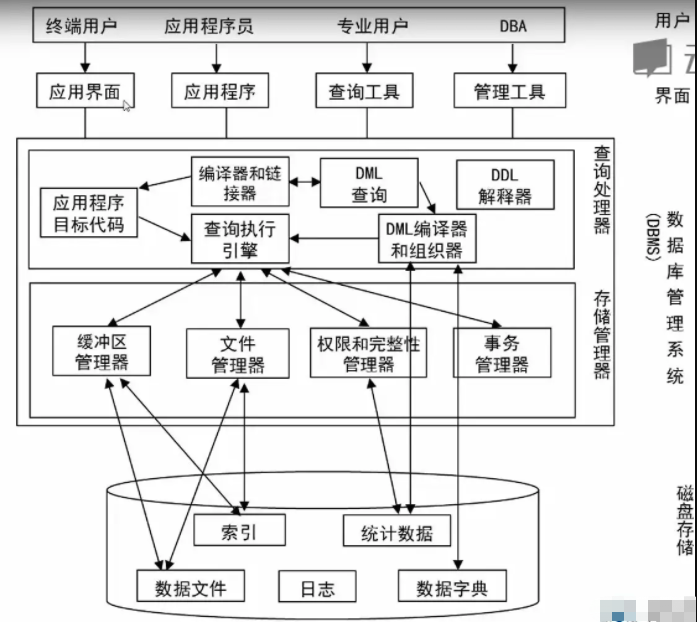 终端用户 应用程序员 专业用户 DBA 用户
应用界面 应用程序 查询工具 管理工具 界面
编译器和链
接器
DML
查询
DDL
解释器
查询处理器
应用程序
目标代码
查询执行
引擎
DML编译器
和组织器
数据库管理系统
(DBMS)
缓冲区
管理器
文件
管理器
权限和完整性
管理器
事务
管理器
存储管理器
索引 统计数据
磁盘存储
数据文件 日志 数据字典